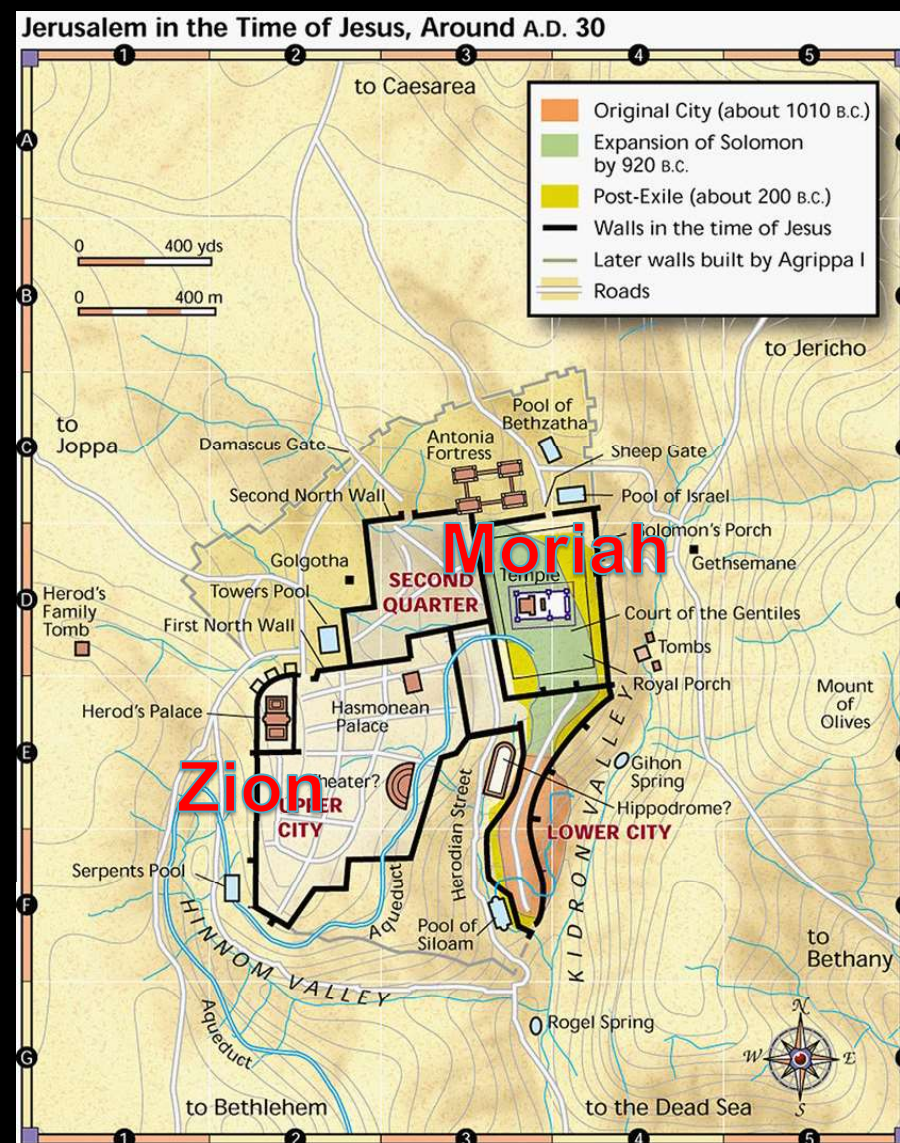 Jerusalem in the Time of Jesus, Around A.D. 30
1 2 3 4 5
to Caesarea
Original City (about 1010 B.C.)
Expansion of Solomon
by 920 B.C.
Post-Exile (about 200 B.C.)
Walls in the time of Jesus
Later walls built by Agrippa I
Roads
A
0 400 yds
0 400 m
B
to Jericho
to
Joppa
C
Damascus Gate
Antonia
Fortress
Pool of
Bethzatha
Sheep Gate
Second North Wall
Pool of Israel
Moriah
Solomon's Porch
Golgotha
Gethsemane
SECOND
QUARTER
Temple
D
Herod's
Family
Tomb
Towers Pool
First North Wall
Court of the Gentiles
Tombs
Royal Porch
Mount
of
Olives
Herod's Palace
Hasmonean
Palace
E
Gihon
Spring
Zion
Theater?
UPPER
CITY
Herodian Street
Hippodrome?
LOWER CITY
KIDRON VALLEY
Serpents Pool
F
Aqueduct
Pool of
Siloam
HINNOM VALLEY
to
Bethany
Aqueduct
Rogel Spring
N
W E
S
G
to Bethlehem
to the Dead Sea
1 2 3 4 5